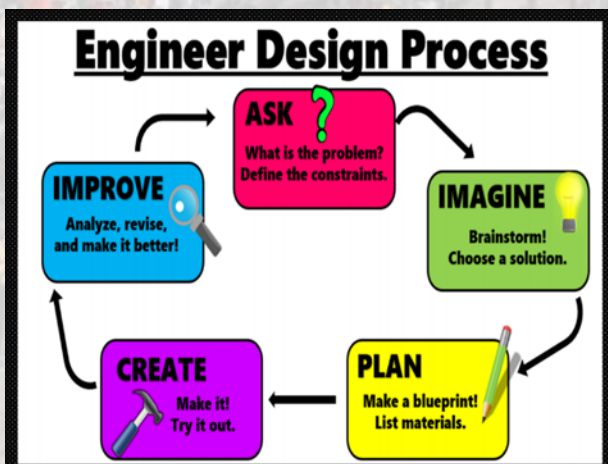 Engineer Design Process
ASK
What is the problem?
Define the constraints.
IMAGINE
Brainstorm!
Choose a solution.
PLAN
Make a blueprint!
List materials.
CREATE
Make it!
Try it out.
IMPROVE
Analyze, revise,
and make it better!